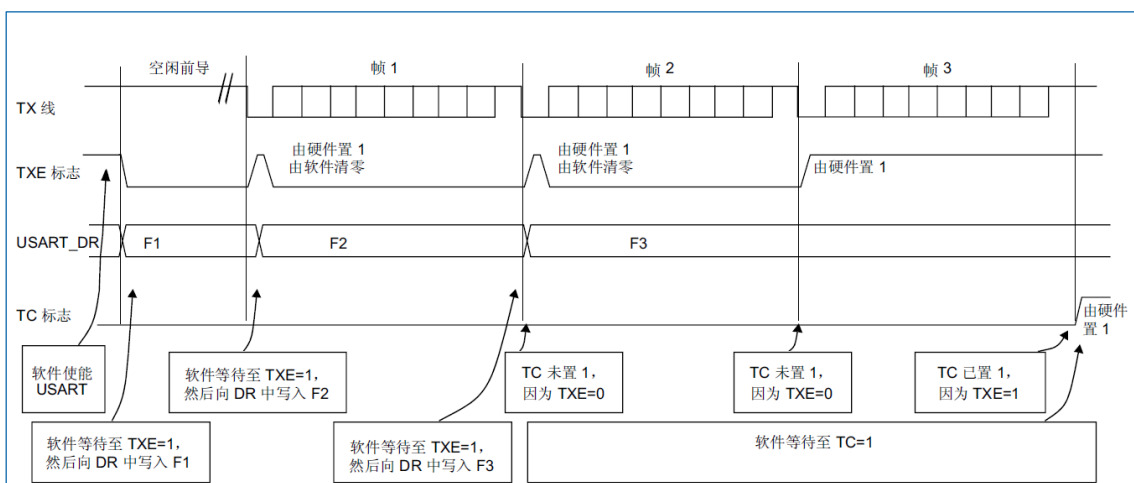 空闲前导
帧 1
帧 2
帧 3
TX 线
TXE 标志
由硬件置 1
由软件清零
由硬件置 1
由软件清零
由硬件置 1
USART_DR
F1
F2
F3
TC 标志
由硬件
置 1
软件使能
USART
软件等待至 TXE=1，
然后向 DR 中写入 F2
TC 未置 1，
因为 TXE=0
TC 未置 1，
因为 TXE=0
TC 已置 1，
因为 TXE=1
软件等待至 TXE=1，
然后向 DR 中写入 F1
软件等待至 TXE=1，
然后向 DR 中写入 F3
软件等待至 TC=1